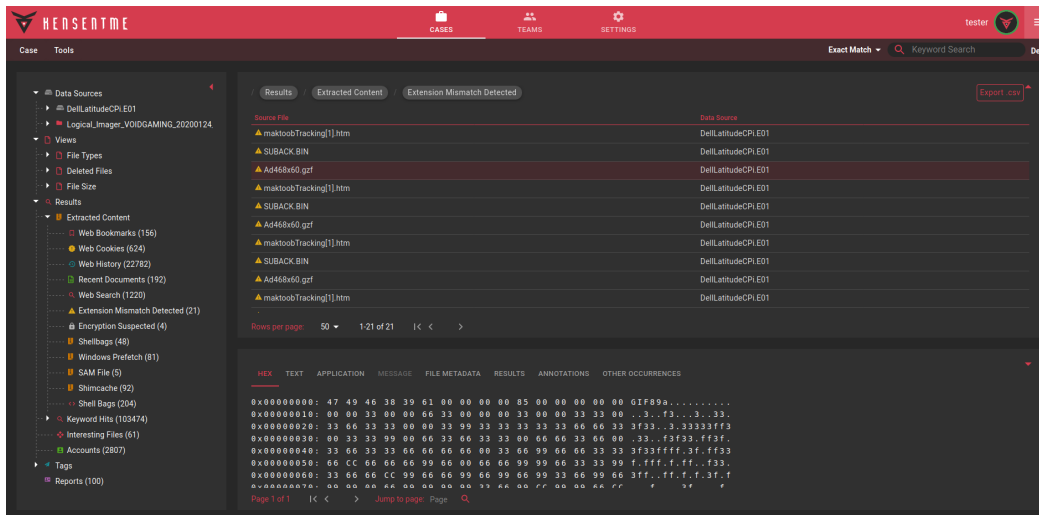 HENSENTME
CASES
TEAMS
SETTINGS
tester
Case Tools
Exact Match
Keyword Search
De
Data Sources
DellLatitudeCPi.E01
Logical_Imager_VOIDGAMING_20200124.
Views
File Types
Deleted Files
File Size
Results
Extracted Content
Web Bookmarks (156)
Web Cookies (624)
Web History (22782)
Recent Documents (192)
Web Search (1220)
Extension Mismatch Detected (21)
Encryption Suspected (4)
Shellbags (48)
Windows Prefetch (81)
SAM File (5)
Shimcache (92)
Shell Bags (204)
Keyword Hits (103474)
Interesting Files (61)
Accounts (2807)
Tags
Reports (100)
/ Results / Extracted Content / Extension Mismatch Detected
Export .csv
Source File Data Source
maktoobTracking[1].htm DellLatitudeCPi.E01
SUBACK.BIN DellLatitudeCPi.E01
Ad468x60.gzf DellLatitudeCPi.E01
maktoobTracking[1].htm DellLatitudeCPi.E01
SUBACK.BIN DellLatitudeCPi.E01
Ad468x60.gzf DellLatitudeCPi.E01
maktoobTracking[1].htm DellLatitudeCPi.E01
SUBACK.BIN DellLatitudeCPi.E01
Ad468x60.gzf DellLatitudeCPi.E01
maktoobTracking[1].htm DellLatitudeCPi.E01
Rows per page: 50 1-21 of 21
HEX TEXT APPLICATION MESSAGE FILE METADATA RESULTS ANNOTATIONS OTHER OCCURRENCES
0x00000000: 47 49 46 38 39 61 00 00 00 00 85 00 00 00 00 00 GIF89a..........
0x00000010: 00 00 33 00 00 66 33 00 00 00 33 00 00 33 33 00 ..3..f3...3..33.
0x00000020: 33 66 33 33 00 00 33 99 33 33 33 33 33 66 66 33 3f33..3.33333ff3
0x00000030: 00 33 33 99 00 66 33 66 33 33 00 66 66 33 66 00 .33..f3f33.ff3f.
0x00000040: 33 66 33 33 66 66 66 66 00 33 66 99 66 66 33 33 3f33ffff.3f.ff33
0x00000050: 66 CC 66 66 66 99 66 00 66 66 99 99 66 33 33 99 f.fff.f.ff..f33.
0x00000060: 33 66 66 CC 99 66 66 99 66 99 66 99 33 66 99 66 3ff..ff.f.f.3f.f
Page 1 of 1 Jump to page: Page